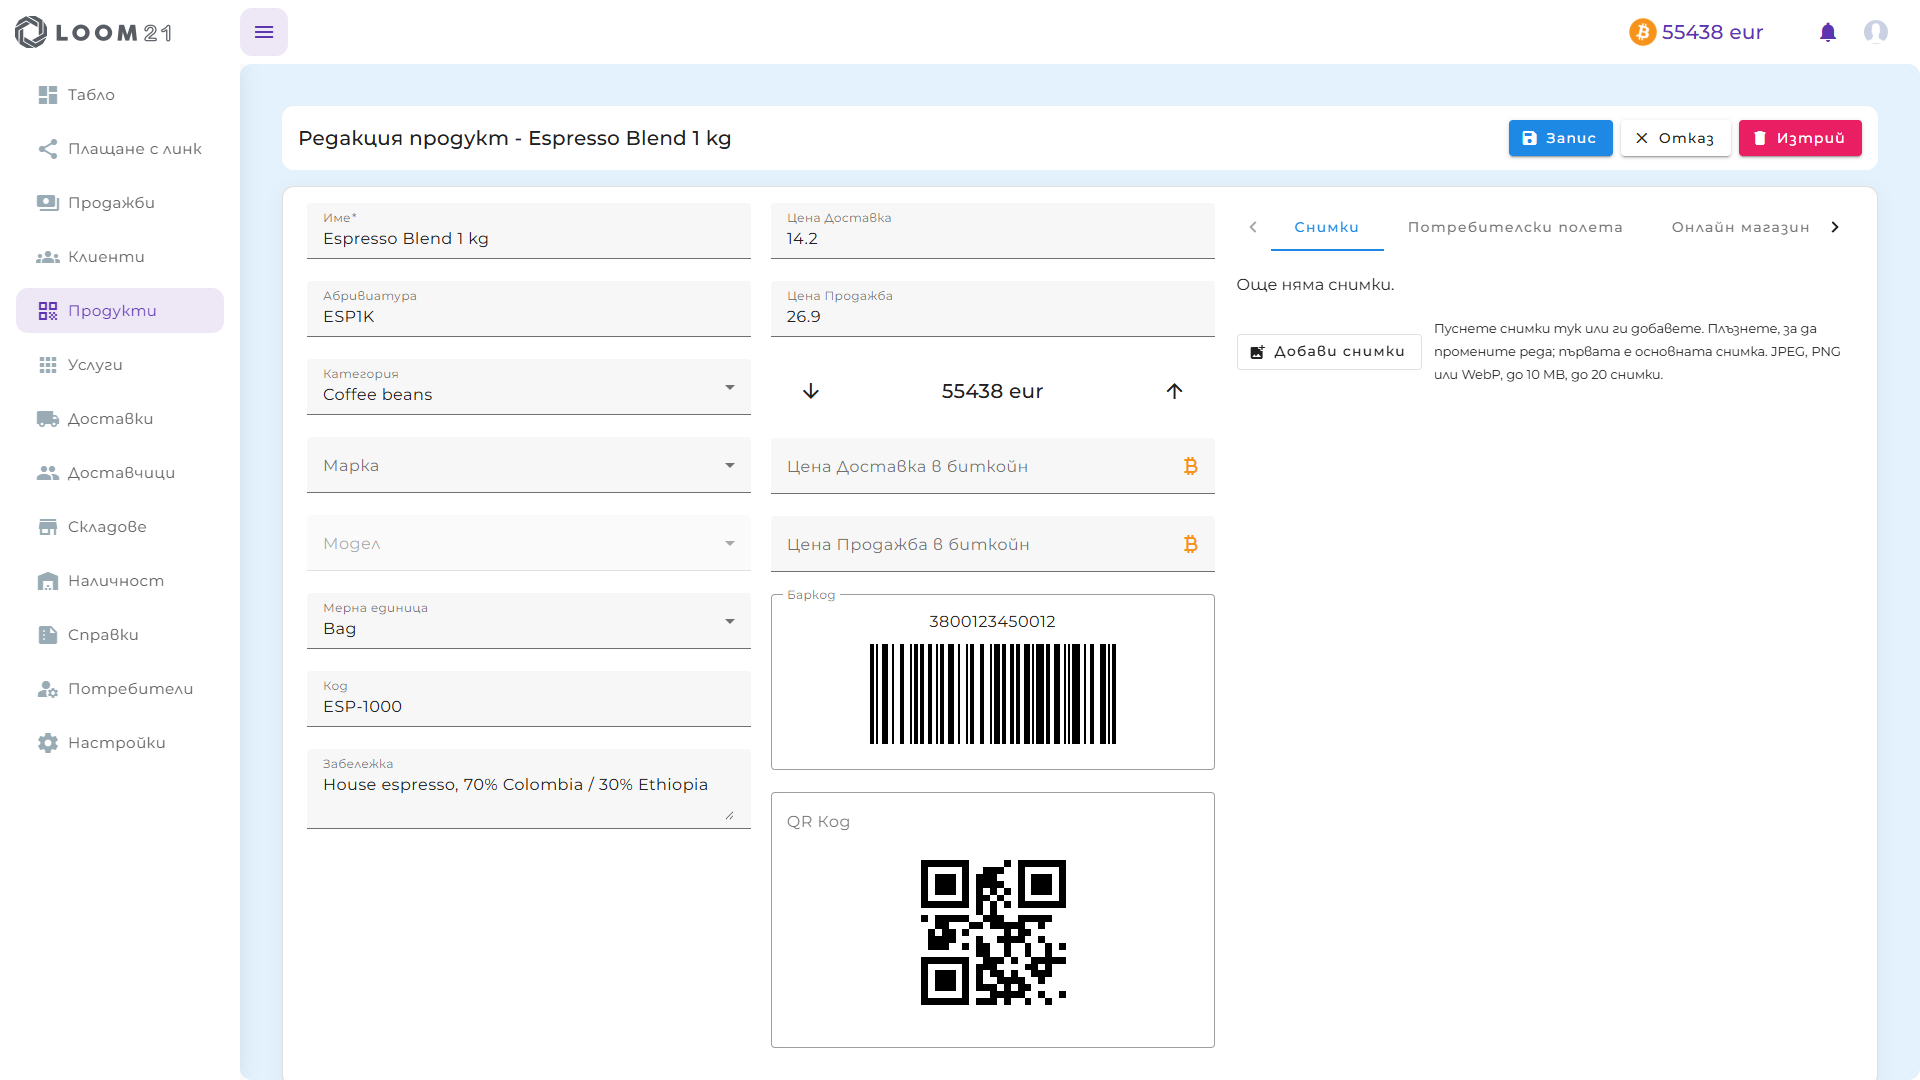 LOOM 21
55438 eur
Табло
Плащане с линк
Продажби
Клиенти
Продукти
Услуги
Доставки
Доставчици
Складове
Наличност
Справки
Потребители
Настройки
Редакция продукт - Espresso Blend 1 kg
Запис
Отказ
Изтрий
Име*
Espresso Blend 1 kg
Абривиатура
ESP1K
Категория
Coffee beans
Марка
Модел
Мерна единица
Bag
Код
ESP-1000
Забележка
House espresso, 70% Colombia / 30% Ethiopia
Цена Доставка
14.2
Цена Продажба
26.9
55438 eur
Цена Доставка в биткойн
Цена Продажба в биткойн
Баркод
3800123450012
QR Код
Снимки
Потребителски полета
Онлайн магазин
Още няма снимки.
Добави снимки
Пуснете снимки тук или ги добавете. Плъзнете, за да
промените реда; първата е основната снимка. JPEG, PNG
или WebP, до 10 MB, до 20 снимки.